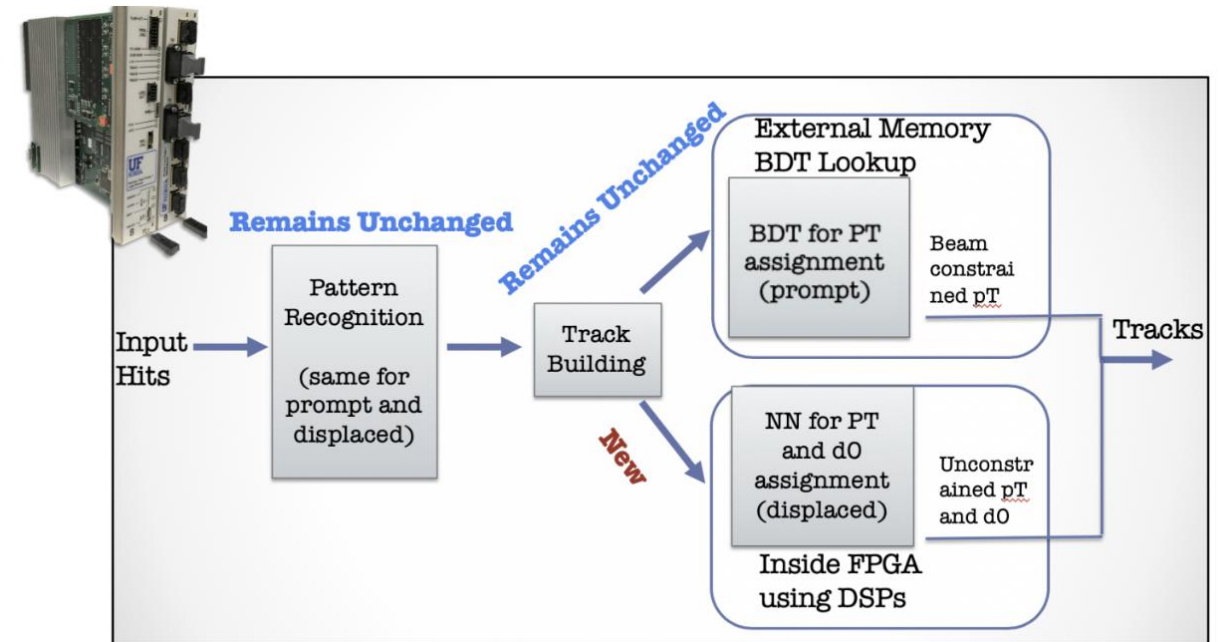 UF
Remains Unchanged
Remains Unchanged
Input
Hits
Pattern
Recognition
(same for
prompt and
displaced)
Track
Building
New
External Memory
BDT Lookup
BDT for PT
assignment
(prompt)
Beam
constrai
ned pT
NN for PT
and d0
assignment
(displaced)
Unconstr
ained pT
and d0
Inside FPGA
using DSPs
Tracks